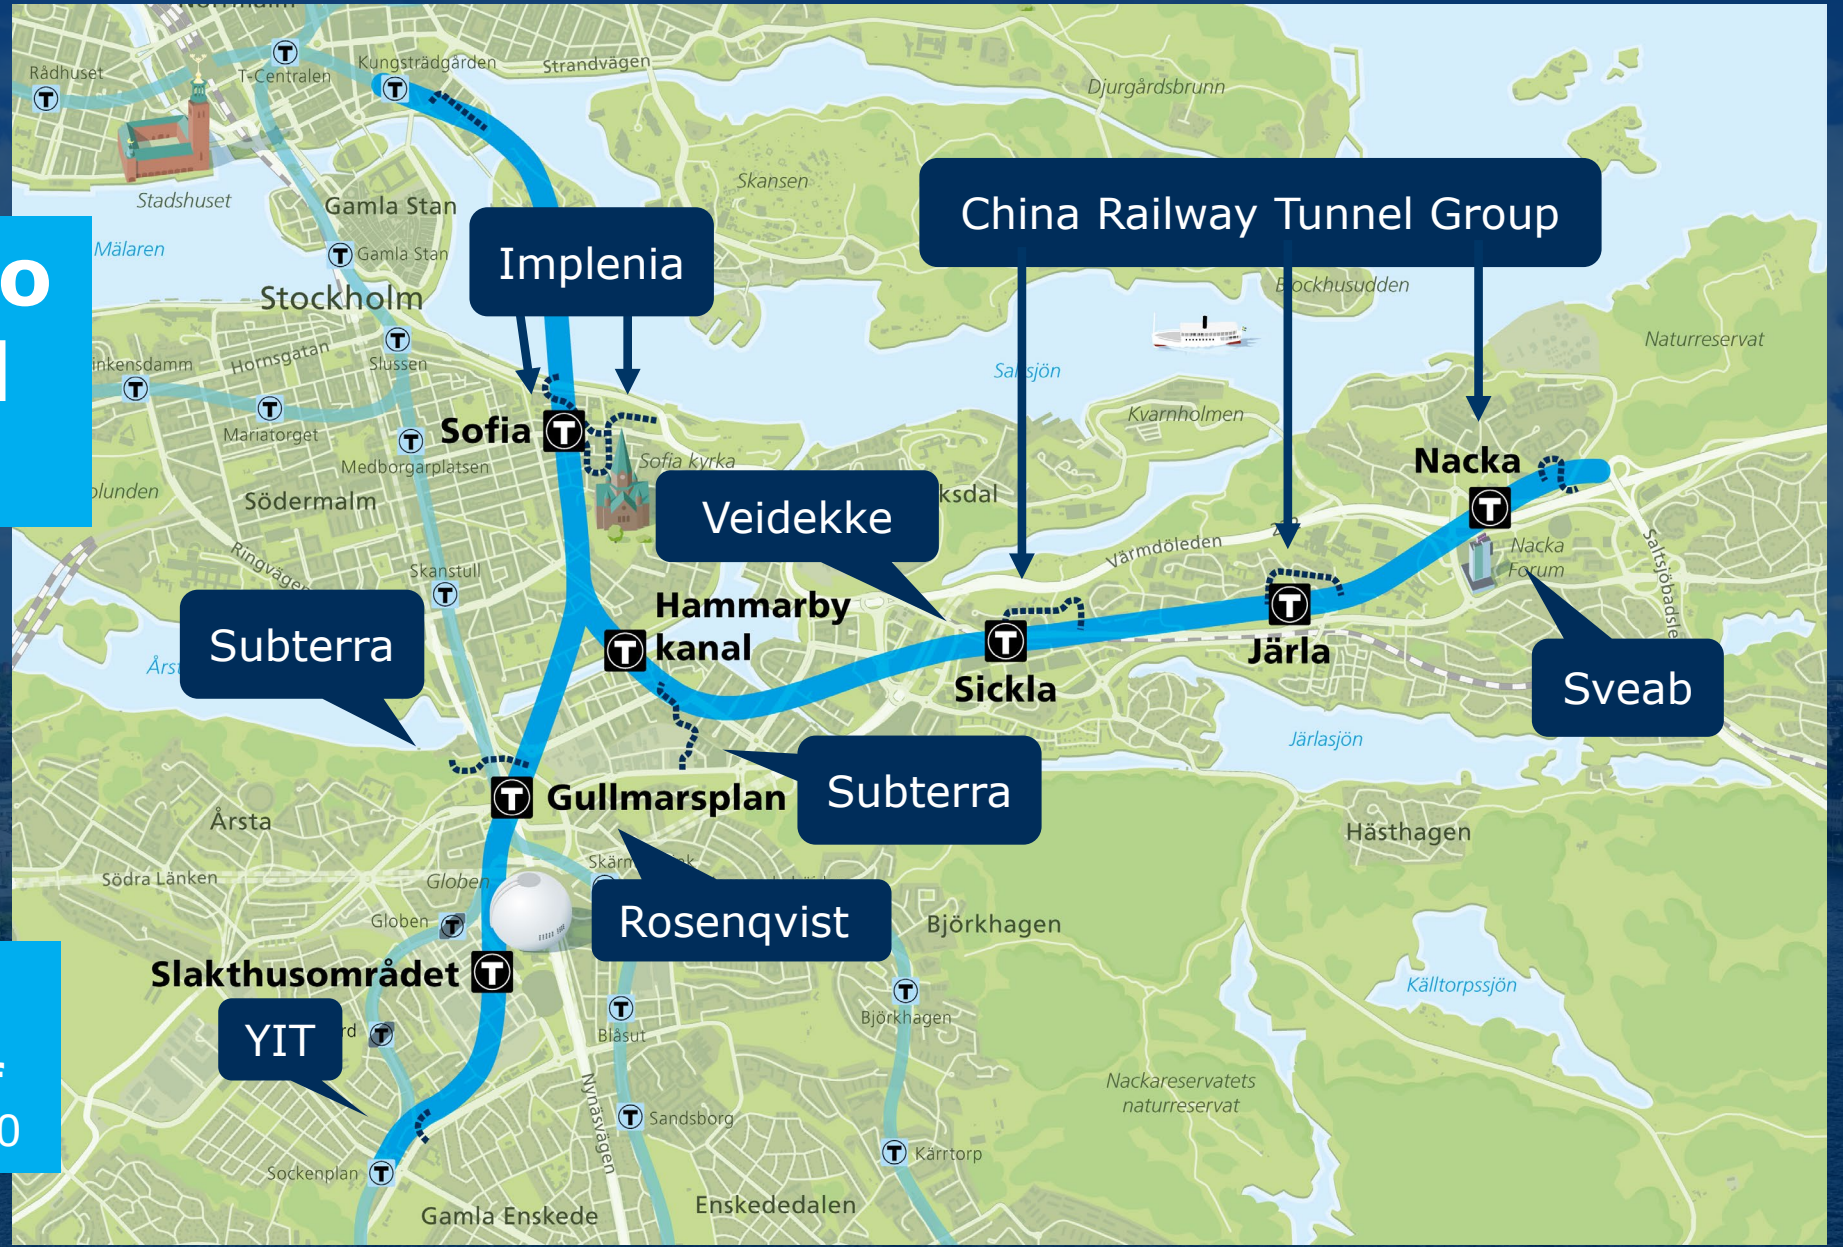 Kungsträdgården
Strandvägen
Rådhuset
T-Centralen
Djurgårdsbrunn
Skansen
Stadshuset
Gamla Stan
China Railway Tunnel Group
Mälaren
Gamla Stan
Implenia
Stockholm
Blockhusudden
Hornsgatan
Slussen
Naturreservat
Saltsjön
Kvarnholmen
Mariatorget
Sofia
Medborgarplatsen
Sofia kyrka
Nacka
Södermalm
Veidekke
Värmdöleden
Nacka
Forum
Ringvägen
Skanstull
Hammarby
kanal
Subterra
Järla
Sickla
Sveab
Järlasjön
Gullmarsplan
Subterra
Årsta
Hästhagen
Södra Länken
Globen
Globen
Rosenqvist
Björkhagen
Slakthusområdet
Källtorpssjön
YIT
Blåsut
Björkhagen
Nynäsvägen
Nackareservatets
naturreservat
Sandsborg
Kärrtorp
Sockenplan
Gamla Enskede
Enskededalen